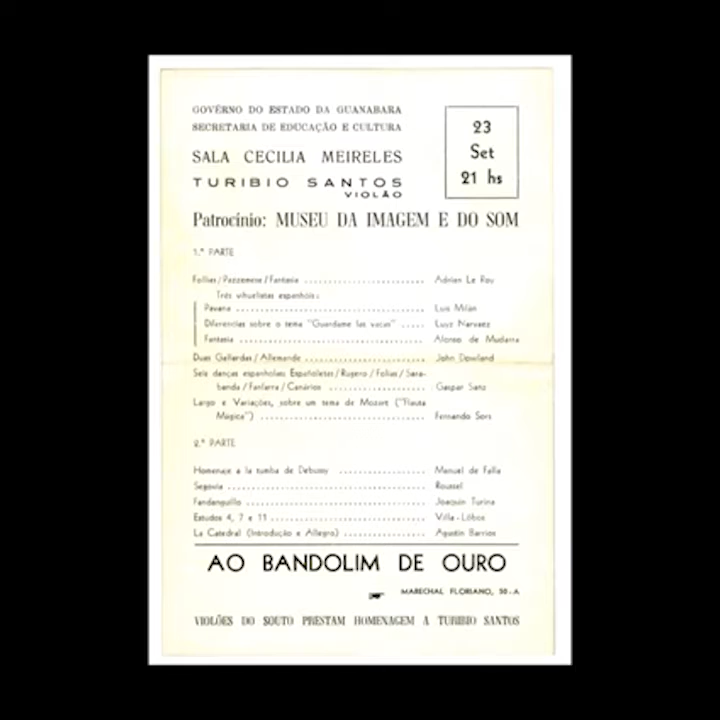 GOVÊRNO DO ESTADO DA GUANABARA
SECRETARIA DE EDUCAÇÃO E CULTURA
SALA CECILIA MEIRELES
TURIBIO SANTOS
VIOLÃO
23
Set
21 hs
Patrocínio: MUSEU DA IMAGEM E DO SOM
1.ª PARTE
Follias/Pezzemeze/Fantasia ........................ Adrien Le Roy
Três vihuelistas espanhóis:
Pavana ........................ Luis Milán
Diferencias sobre o tema "Guardame las vacas" ..... Luys Narvaez
Fantasia ........................ Alonso de Mudarra
Duas Gallardas/Allemande ........................ John Dowland
Seis danças espanholas Españoletas/Rugero/Folias/Sara-
banda/Fanfarra/Canários ........................ Gaspar Sanz
Largo e Variações, sobre um tema de Mozart ("Flauta
Mágica") ........................ Fernando Sors
2.ª PARTE
Homenaje a la tumba de Debussy ................. Manuel de Falla
Segovia ........................ Roussel
Fandanguillo ........................ Joaquin Turina
Estudos 4, 7 e 11 ........................ Villa-Lôbos
La Catedral (Introdução e Allegro) ................ Agustin Barrios
AO BANDOLIM DE OURO
MARECHAL FLORIANO, 50-A
VIOLÕES DO SOUTO PRESTAM HOMENAGEM A TURIBIO SANTOS